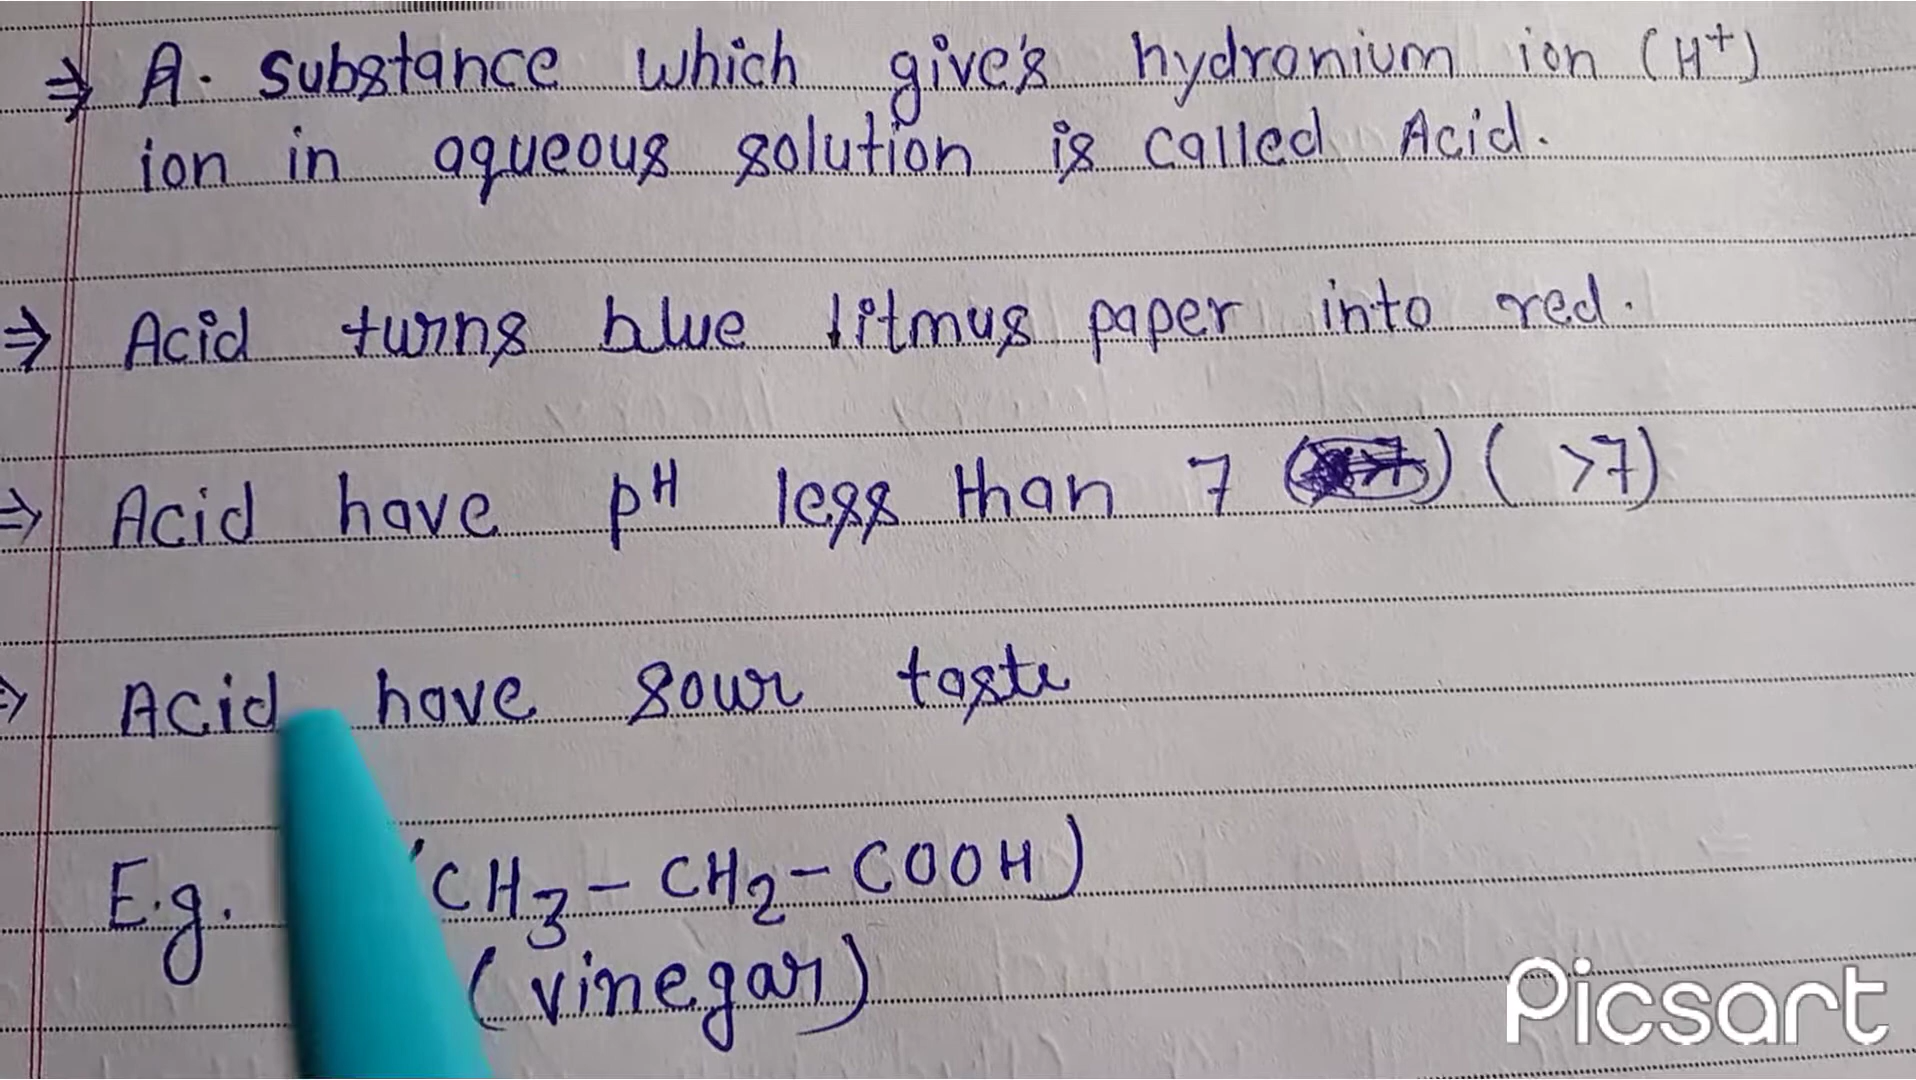 ⇒ A. substance which give's hydronium ion (H+)
ion in aqueous solution is called Acid.
⇒ Acid turns blue litmus paper into red.
⇒ Acid have pH less than 7 ( >7)
⇒ Acid have sour taste
E.g. (CH3-CH2-COOH)
(vinegar)
Picsart